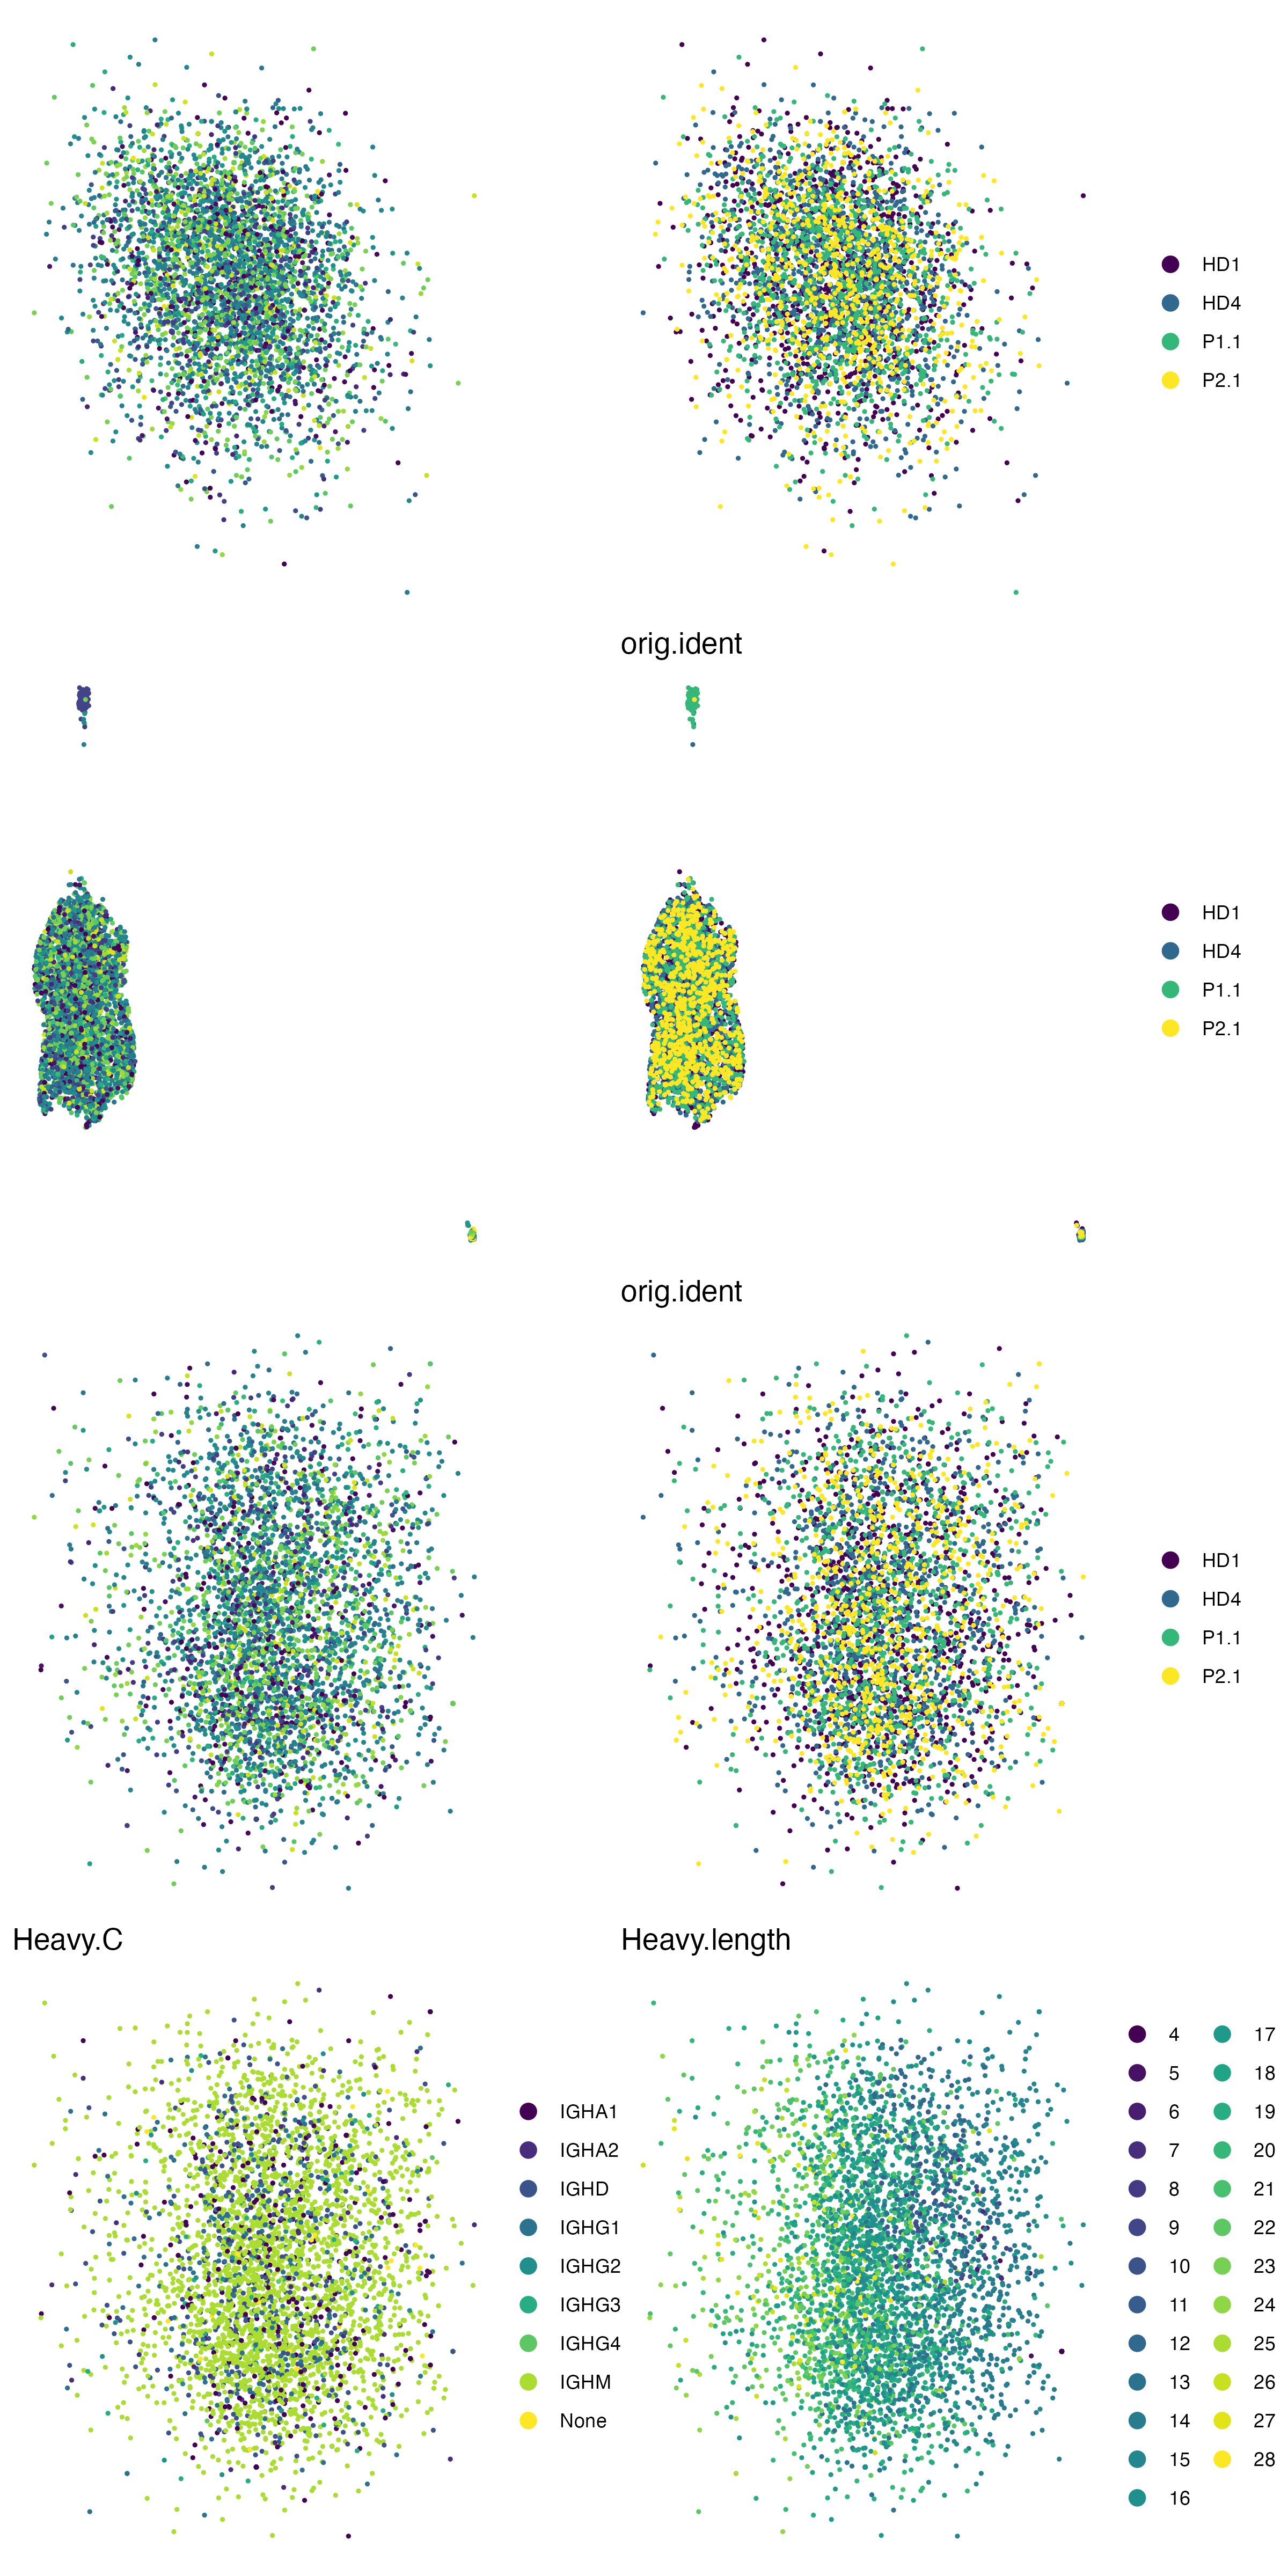 HD1
HD4
P1.1
P2.1
orig.ident
HD1
HD4
P1.1
P2.1
orig.ident
HD1
HD4
P1.1
P2.1
Heavy.C
IGHA1
IGHA2
IGHD
IGHG1
IGHG2
IGHG3
IGHG4
IGHM
None
Heavy.length
4 17
5 18
6 19
7 20
8 21
9 22
10 23
11 24
12 25
13 26
14 27
15 28
16